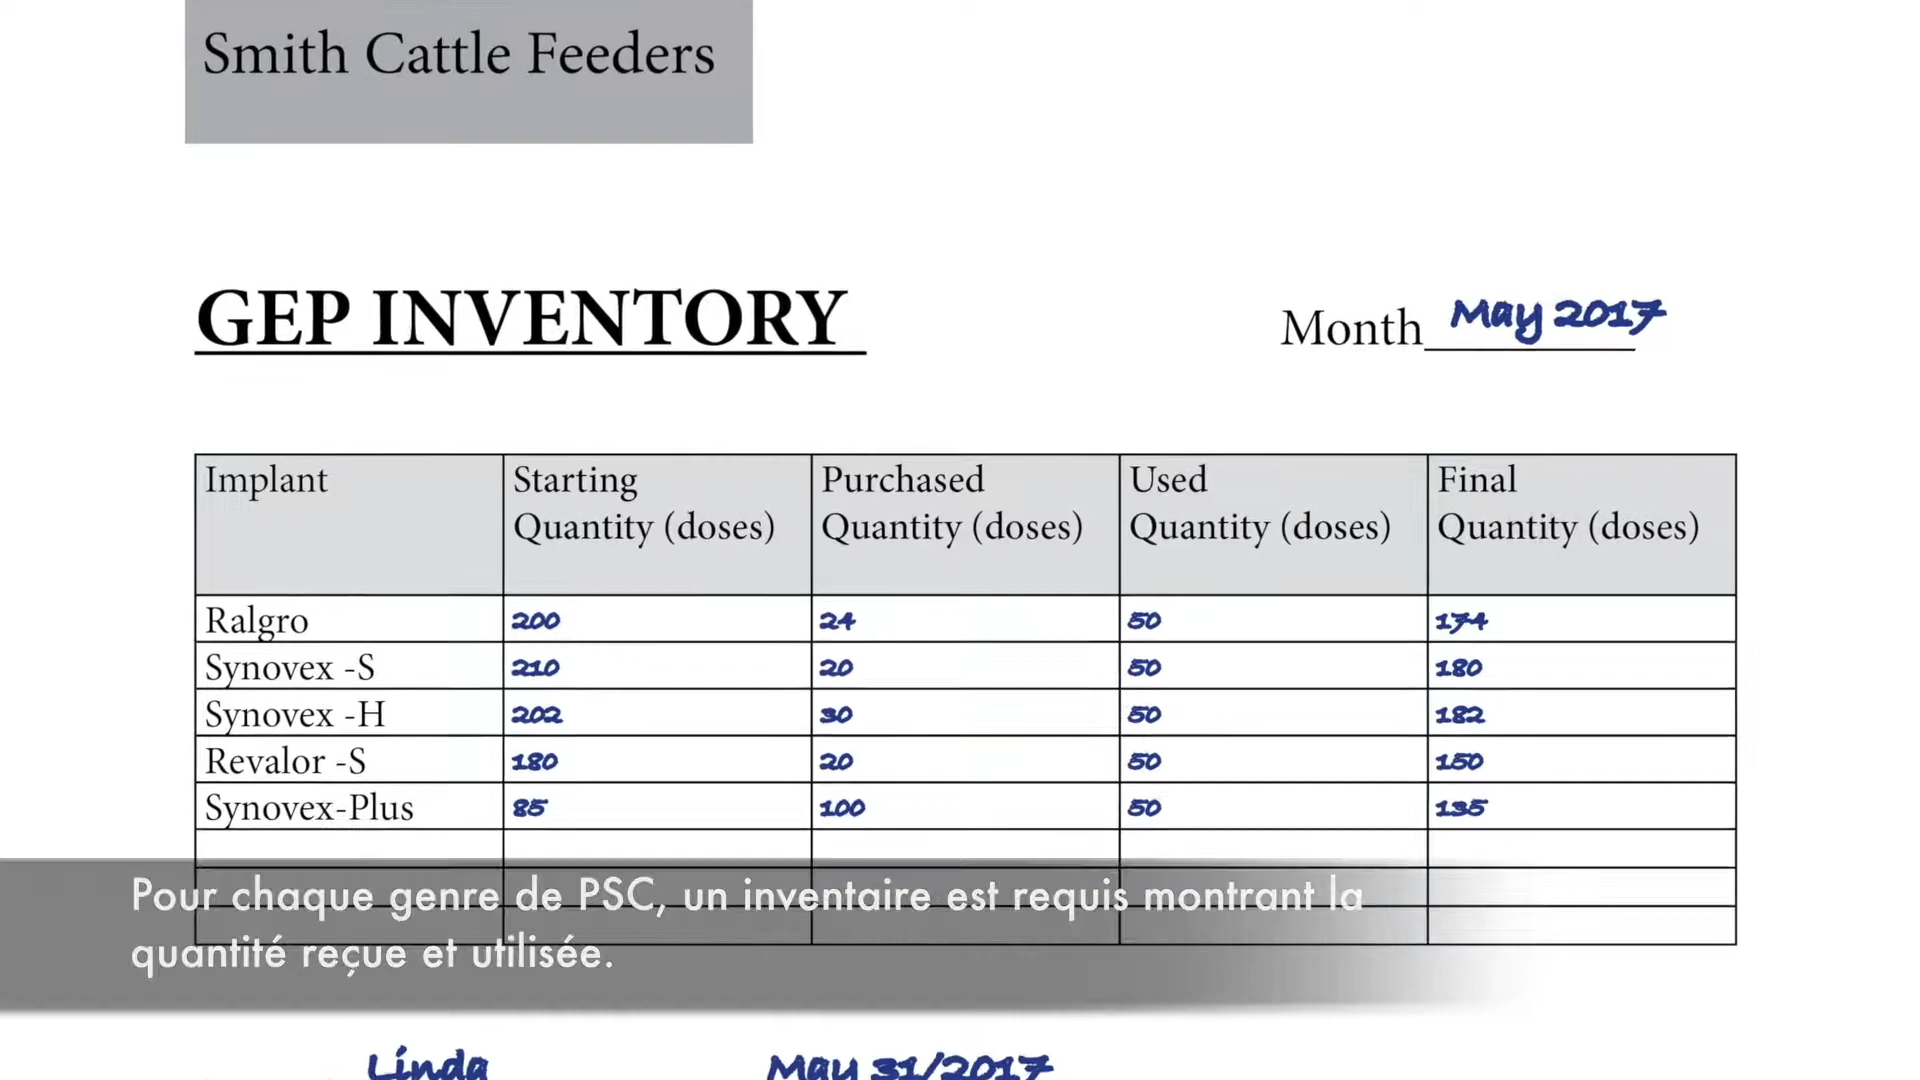 Smith Cattle Feeders
GEP INVENTORY
Month May 2017
Implant Starting Quantity (doses) Purchased Quantity (doses) Used Quantity (doses) Final Quantity (doses)
Ralgro 200 24 50 174
Synovex -S 210 20 50 180
Synovex -H 202 30 50 182
Revalor -S 180 20 50 150
Synovex-Plus 85 100 50 135
Pour chaque genre de PSC, un inventaire est requis montrant la
quantité reçue et utilisée.
Linda May 31/2017